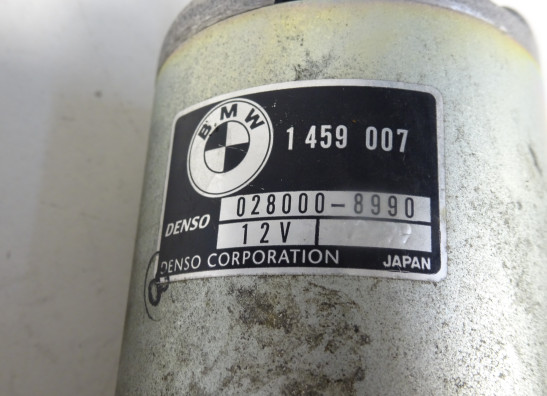 BMW
1 459 007
DENSO 028000-8990
12V
DENSO CORPORATION JAPAN